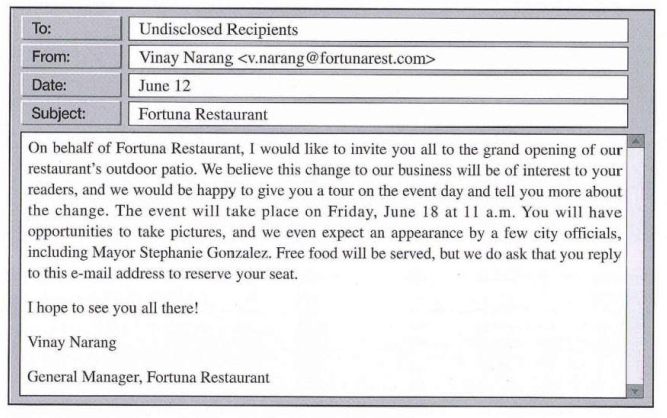 To: Undisclosed Recipients
From: Vinay Narang <v.narang@fortunarest.com>
Date: June 12
Subject: Fortuna Restaurant
On behalf of Fortuna Restaurant, I would like to invite you all to the grand opening of our
restaurant's outdoor patio. We believe this change to our business will be of interest to your
readers, and we would be happy to give you a tour on the event day and tell you more about
the change. The event will take place on Friday, June 18 at 11 a.m. You will have
opportunities to take pictures, and we even expect an appearance by a few city officials,
including Mayor Stephanie Gonzalez. Free food will be served, but we do ask that you reply
to this e-mail address to reserve your seat.
I hope to see you all there!
Vinay Narang
General Manager, Fortuna Restaurant